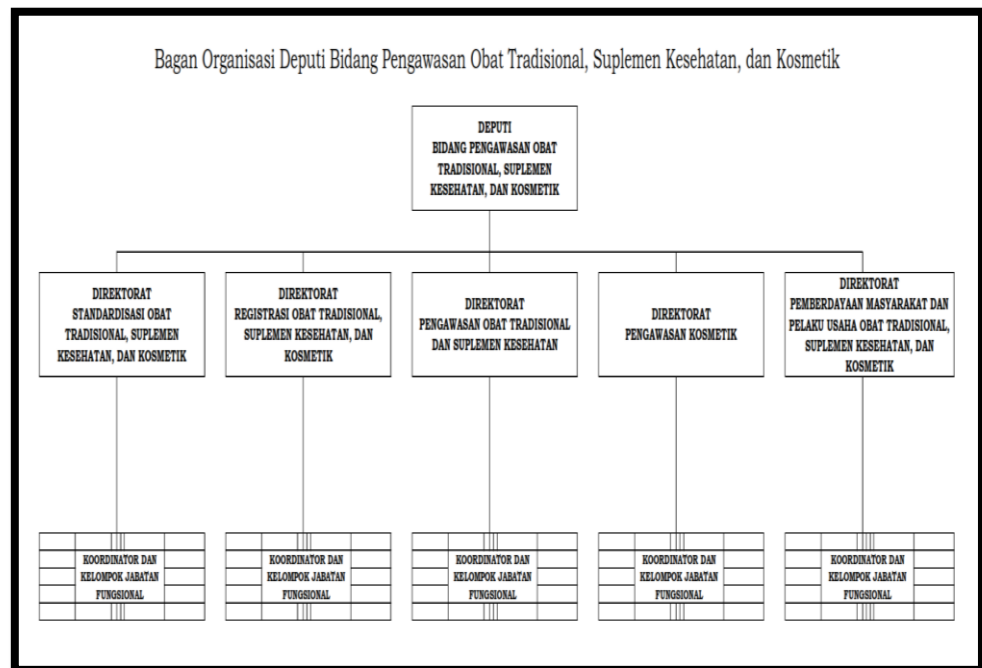 Bagan Organisasi Deputi Bidang Pengawasan Obat Tradisional, Suplemen Kesehatan, dan Kosmetik
DEPUTI
BIDANG PENGAWASAN OBAT
TRADISIONAL, SUPLEMEN
KESEHATAN, DAN KOSMETIK
DIREKTORAT
STANDARDISASI OBAT
TRADISIONAL, SUPLEMEN
KESEHATAN, DAN KOSMETIK
DIREKTORAT
REGISTRASI OBAT TRADISIONAL,
SUPLEMEN KESEHATAN, DAN
KOSMETIK
DIREKTORAT
PENGAWASAN OBAT TRADISIONAL
DAN SUPLEMEN KESEHATAN
DIREKTORAT
PENGAWASAN KOSMETIK
DIREKTORAT
PEMBERDAYAAN MASYARAKAT DAN
PELAKU USAHA OBAT TRADISIONAL,
SUPLEMEN KESEHATAN, DAN
KOSMETIK
KOORDINATOR DAN
KELOMPOK JABATAN
FUNGSIONAL
KOORDINATOR DAN
KELOMPOK JABATAN
FUNGSIONAL
KOORDINATOR DAN
KELOMPOK JABATAN
FUNGSIONAL
KOORDINATOR DAN
KELOMPOK JABATAN
FUNGSIONAL
KOORDINATOR DAN
KELOMPOK JABATAN
FUNGSIONAL